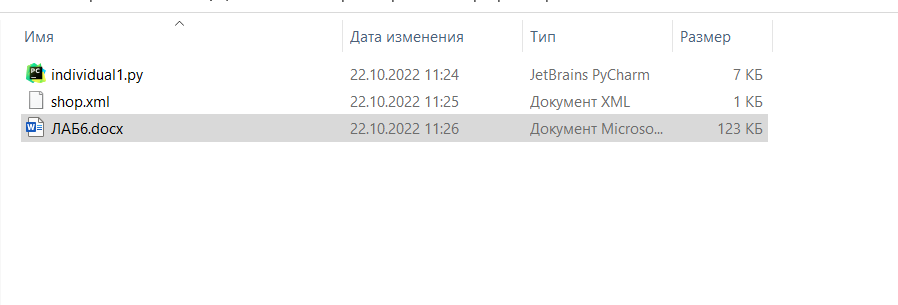 Имя Дата изменения Тип Размер
individual1.py 22.10.2022 11:24 JetBrains PyCharm 7 КБ
shop.xml 22.10.2022 11:25 Документ XML 1 КБ
ЛАБ6.docx 22.10.2022 11:26 Документ Microso... 123 КБ